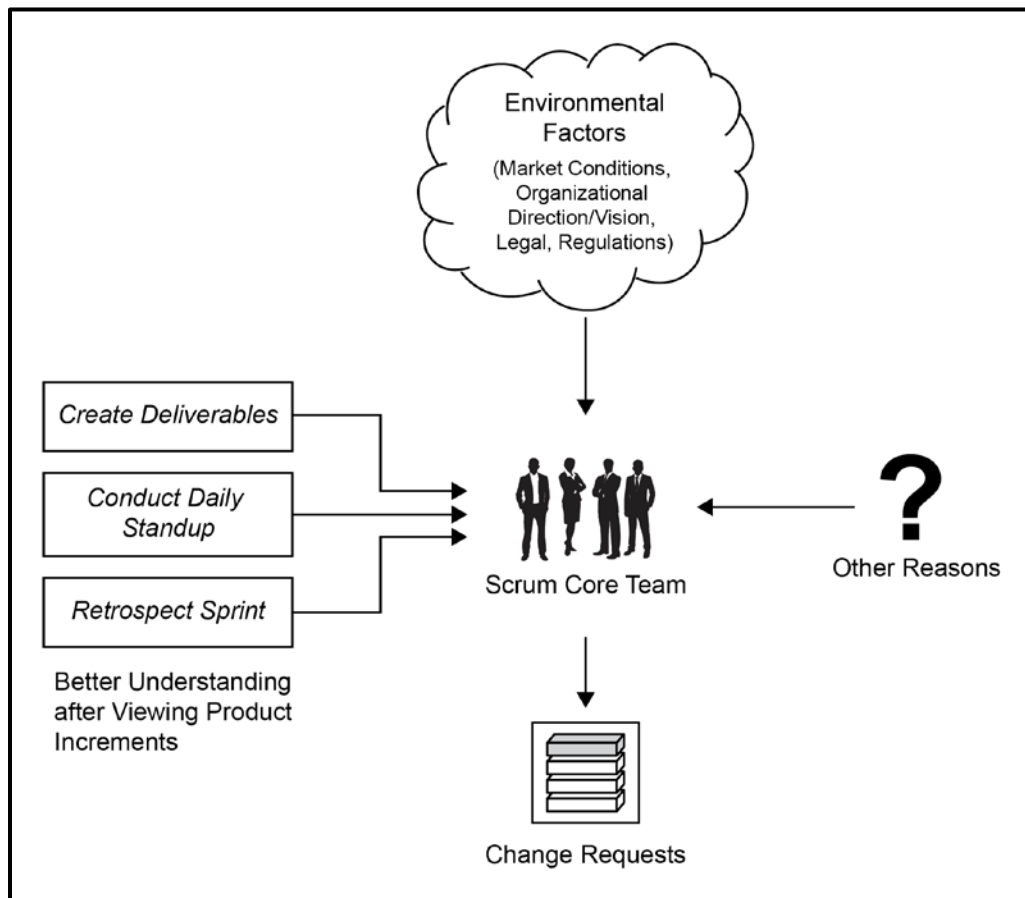 Environmental
Factors
(Market Conditions,
Organizational
Direction/Vision,
Legal, Regulations)
Create Deliverables
Conduct Daily
Standup
Retrospect Sprint
Better Understanding
after Viewing Product
Increments
Scrum Core Team
?
Other Reasons
Change Requests